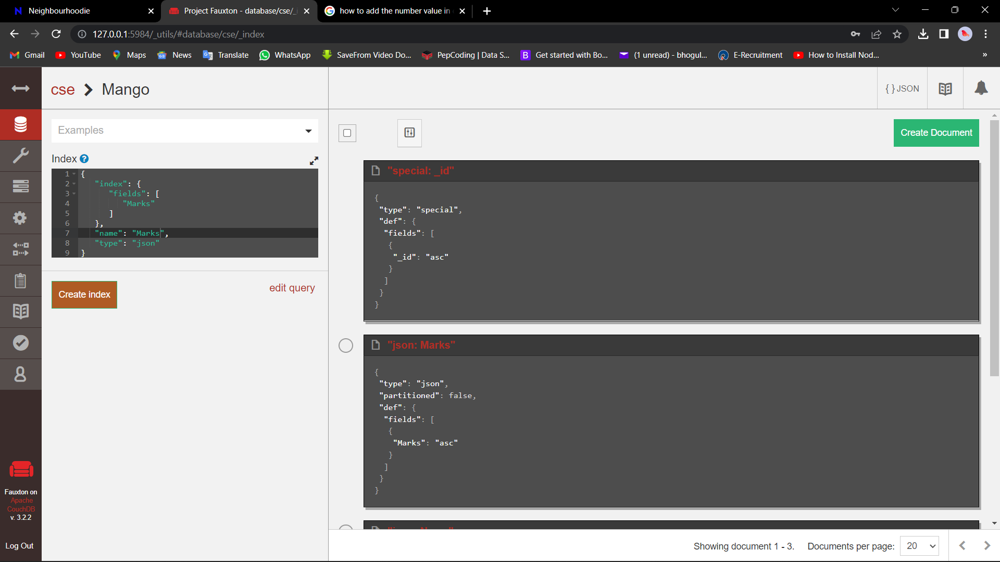 Neighbourhoodie
Project Fauxton - database/cse/_i
how to add the number value in
127.0.0.1:5984/_utils/#database/cse/_index
Gmail
YouTube
Maps
News
Translate
WhatsApp
SaveFrom Video Do...
PepCoding | Data S...
Get started with Bo...
(1 unread) - bhogul...
E-Recruitment
How to Install Nod...
»
cse > Mango
{ } JSON
Examples
Index ?
1 {
2 "index": {
3 "fields": [
4 "Marks"
5 ]
6 },
7 "name": "Marks",
8 "type": "json"
9 }
Create index
edit query
Create Document
"special: _id"
{
"type": "special",
"def": {
"fields": [
{
"_id": "asc"
}
]
}
}
"json: Marks"
{
"type": "json",
"partitioned": false,
"def": {
"fields": [
{
"Marks": "asc"
}
]
}
}
Fauxton on
Apache
CouchDB
v. 3.2.2
Log Out
Showing document 1 - 3.
Documents per page: 20